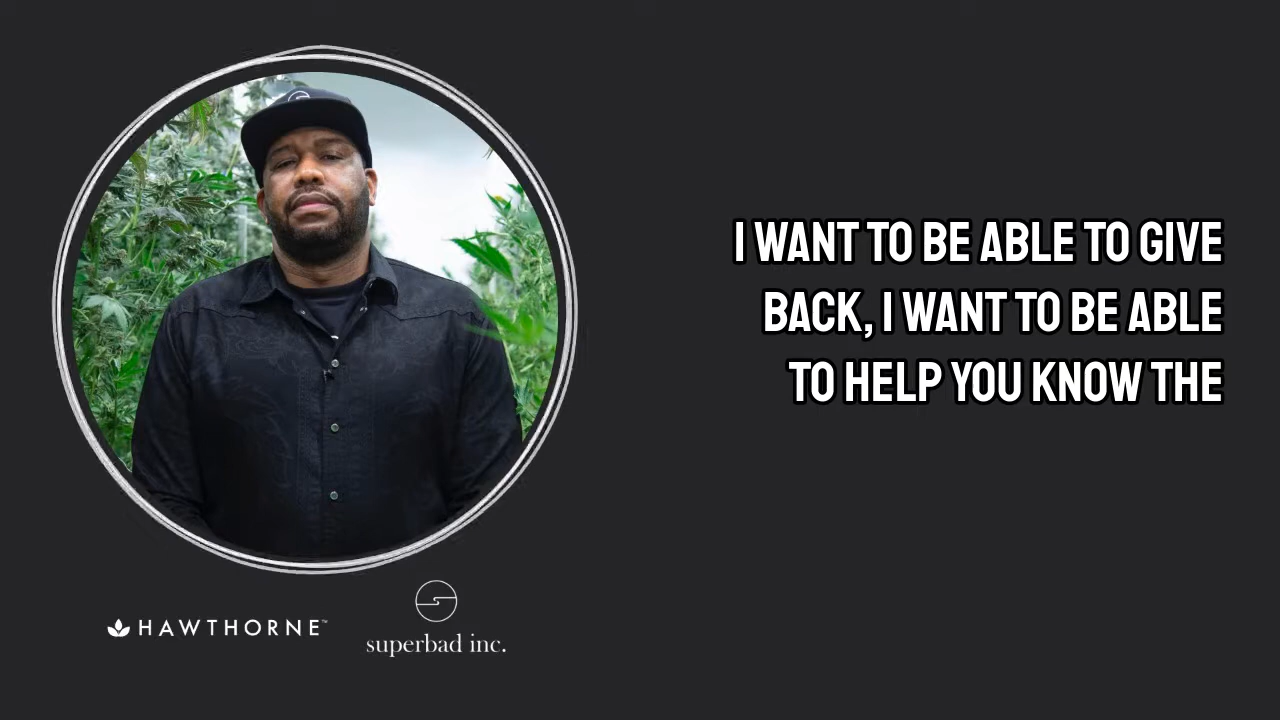 I WANT TO BE ABLE TO GIVE
BACK, I WANT TO BE ABLE
TO HELP YOU KNOW THE
HAWTHORNE™
superbad inc.